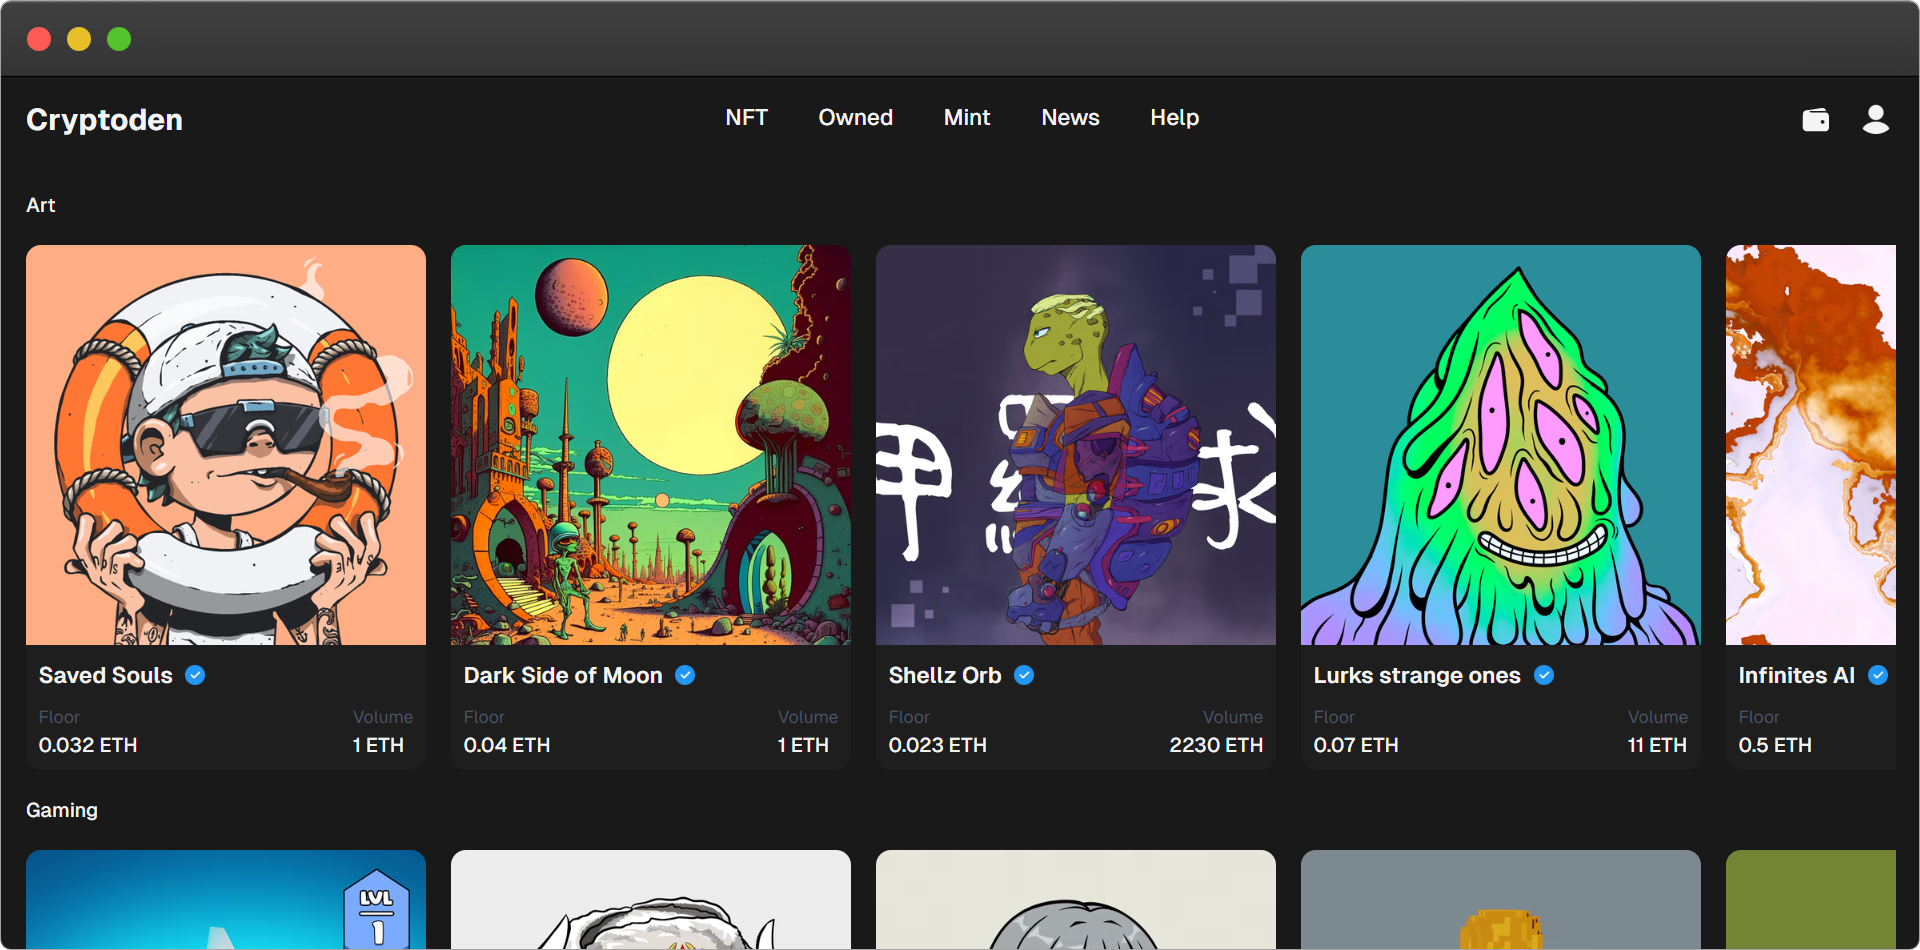 Cryptoden
NFT Owned Mint News Help
Art
甲 求
Saved Souls
Floor Volume
0.032 ETH 1 ETH
Dark Side of Moon
Floor Volume
0.04 ETH 1 ETH
Shellz Orb
Floor Volume
0.023 ETH 2230 ETH
Lurks strange ones
Floor Volume
0.07 ETH 11 ETH
Infinites AI
Floor
0.5 ETH
Gaming
LVL
1